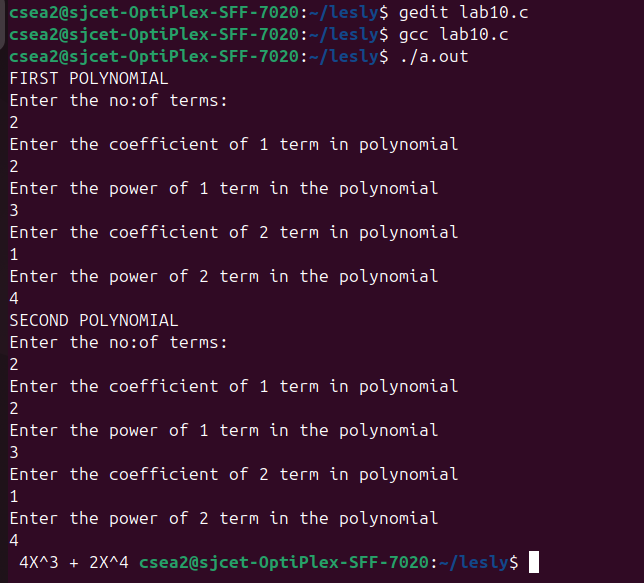 csea2@sjcet-OptiPlex-SFF-7020:~/lesly$ gedit lab10.c
csea2@sjcet-OptiPlex-SFF-7020:~/lesly$ gcc lab10.c
csea2@sjcet-OptiPlex-SFF-7020:~/lesly$ ./a.out
FIRST POLYNOMIAL
Enter the no:of terms:
2
Enter the coefficient of 1 term in polynomial
2
Enter the power of 1 term in the polynomial
3
Enter the coefficient of 2 term in polynomial
1
Enter the power of 2 term in the polynomial
4
SECOND POLYNOMIAL
Enter the no:of terms:
2
Enter the coefficient of 1 term in polynomial
2
Enter the power of 1 term in the polynomial
3
Enter the coefficient of 2 term in polynomial
1
Enter the power of 2 term in the polynomial
4
 4X^3 + 2X^4 csea2@sjcet-OptiPlex-SFF-7020:~/lesly$